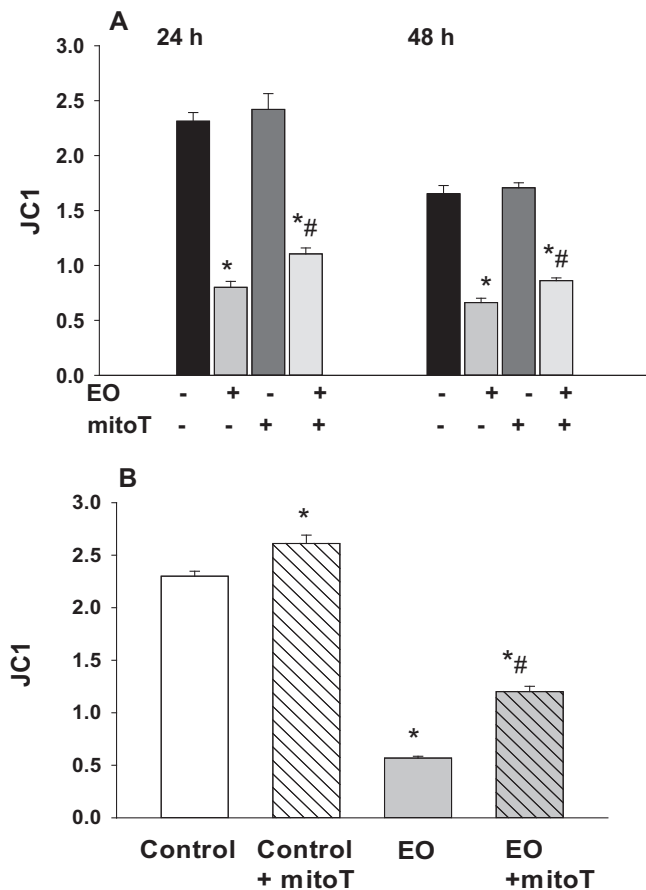 A
24 h
48 h
3.0
2.5
2.0
1.5
1.0
0.5
0.0
JC1
*
*#
*
*#
EO - + - + - + - +
mitoT - - + + - - + +
B
3.0
2.5
2.0
1.5
1.0
0.5
0.0
JC1
*
*
*#
Control Control EO EO
+ mitoT +mitoT